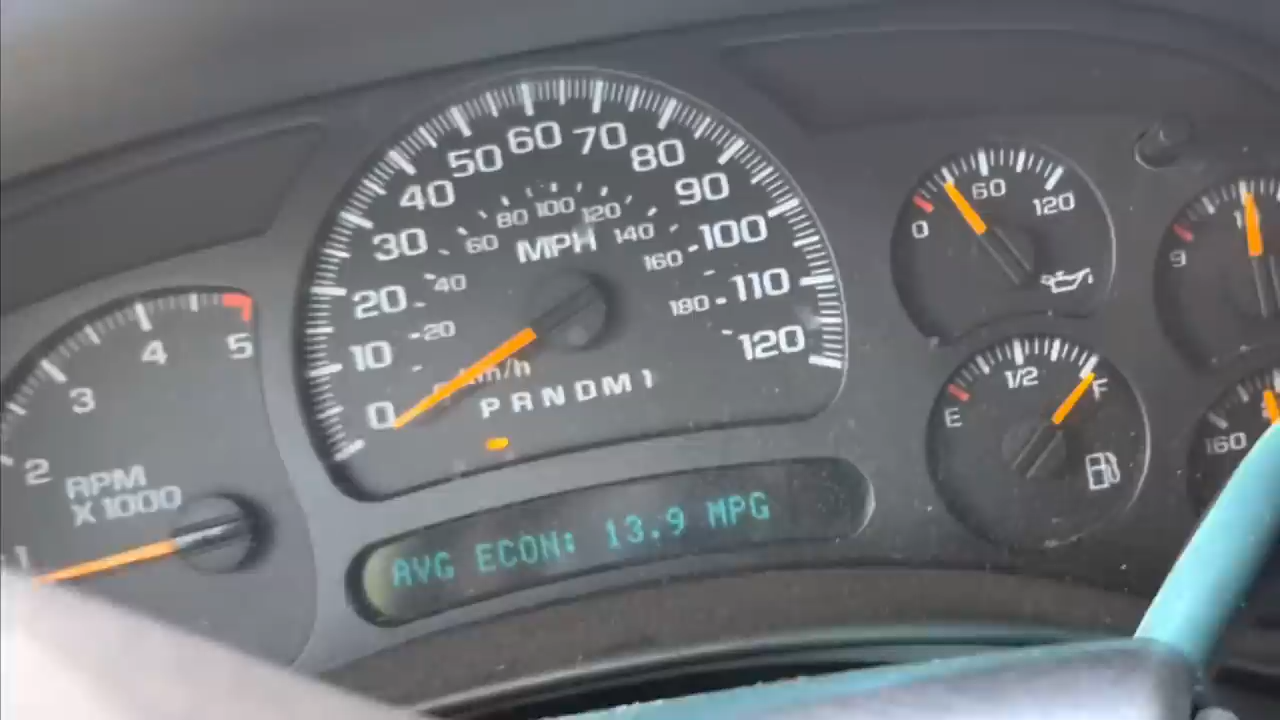 10 20 30 40 50 60 70 80 90 100 110 120
20 40 60 80 100 120 140 160 180
MPH
km/h
0
P R N D M 1
1 2 3 4 5
RPM
X 1000
AVG ECON: 13.9 MPG
0 60 120
E 1/2 F
9
160